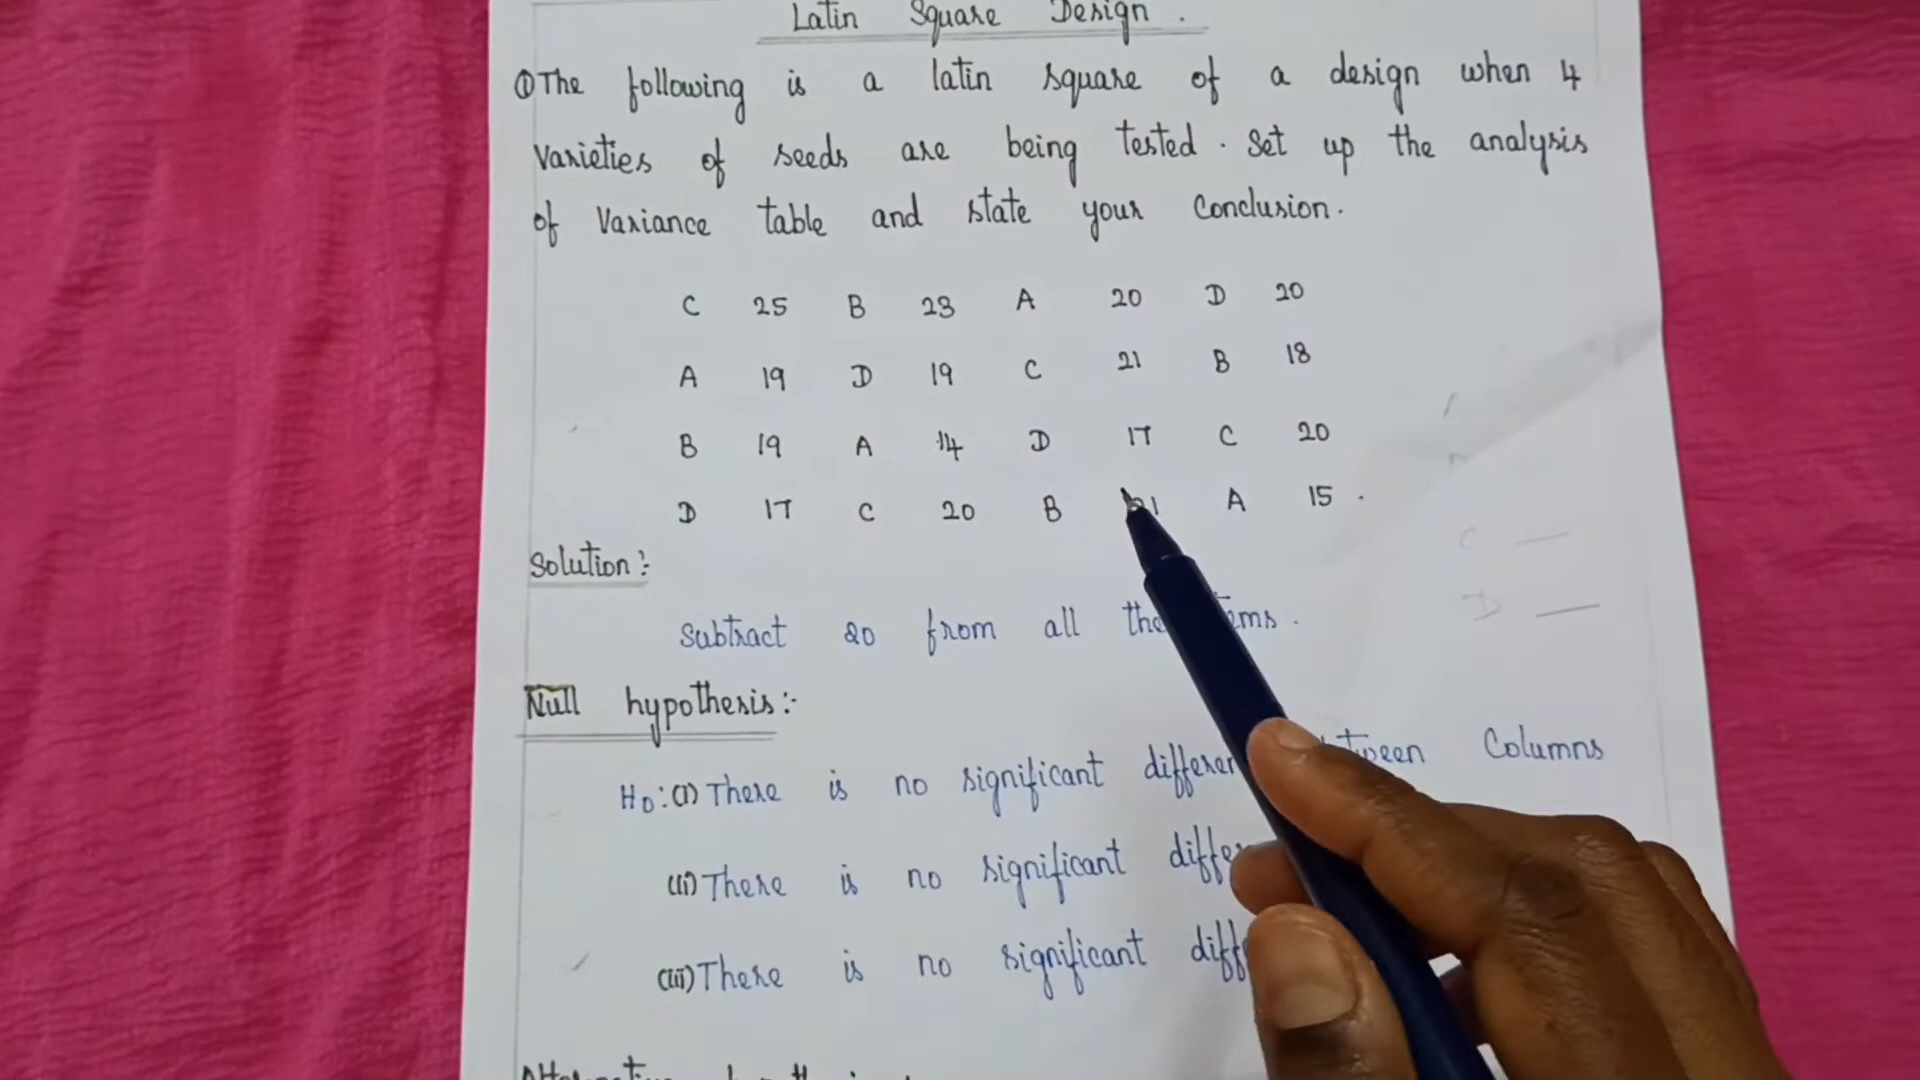 Latin Square Design.
① The following is a latin square of a design when 4
Varieties of seeds are being tested. Set up the analysis
of Variance table and state your Conclusion.
C 25 B 23 A 20 D 20
A 19 D 19 C 21 B 18
B 19 A 14 D 17 C 20
D 17 C 20 B A 15.
Solution:
Subtract 20 from all
Null hypothesis:-
H0: (i) There is no significant Columns
(ii) There is no significant
(iii) There is no significant
C —
D —